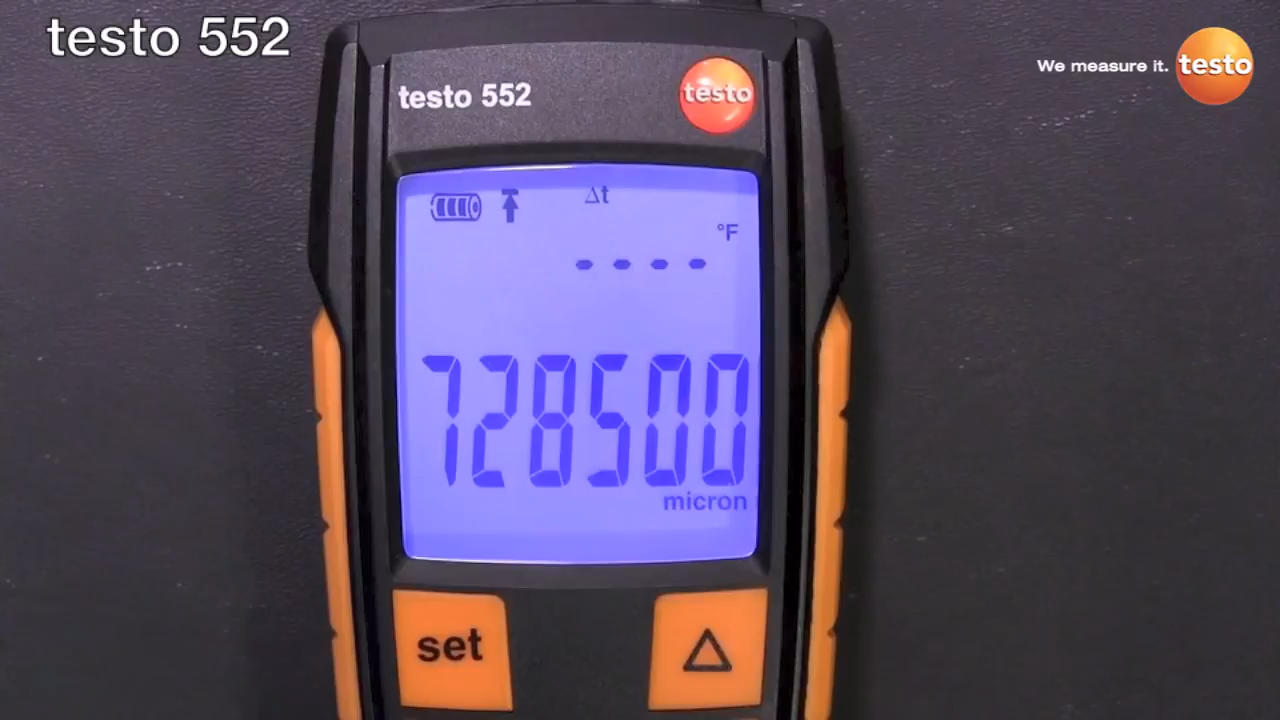 testo 552
We measure it. testo
testo 552
testo
Δt
°F
- - - -
728500
micron
set
△